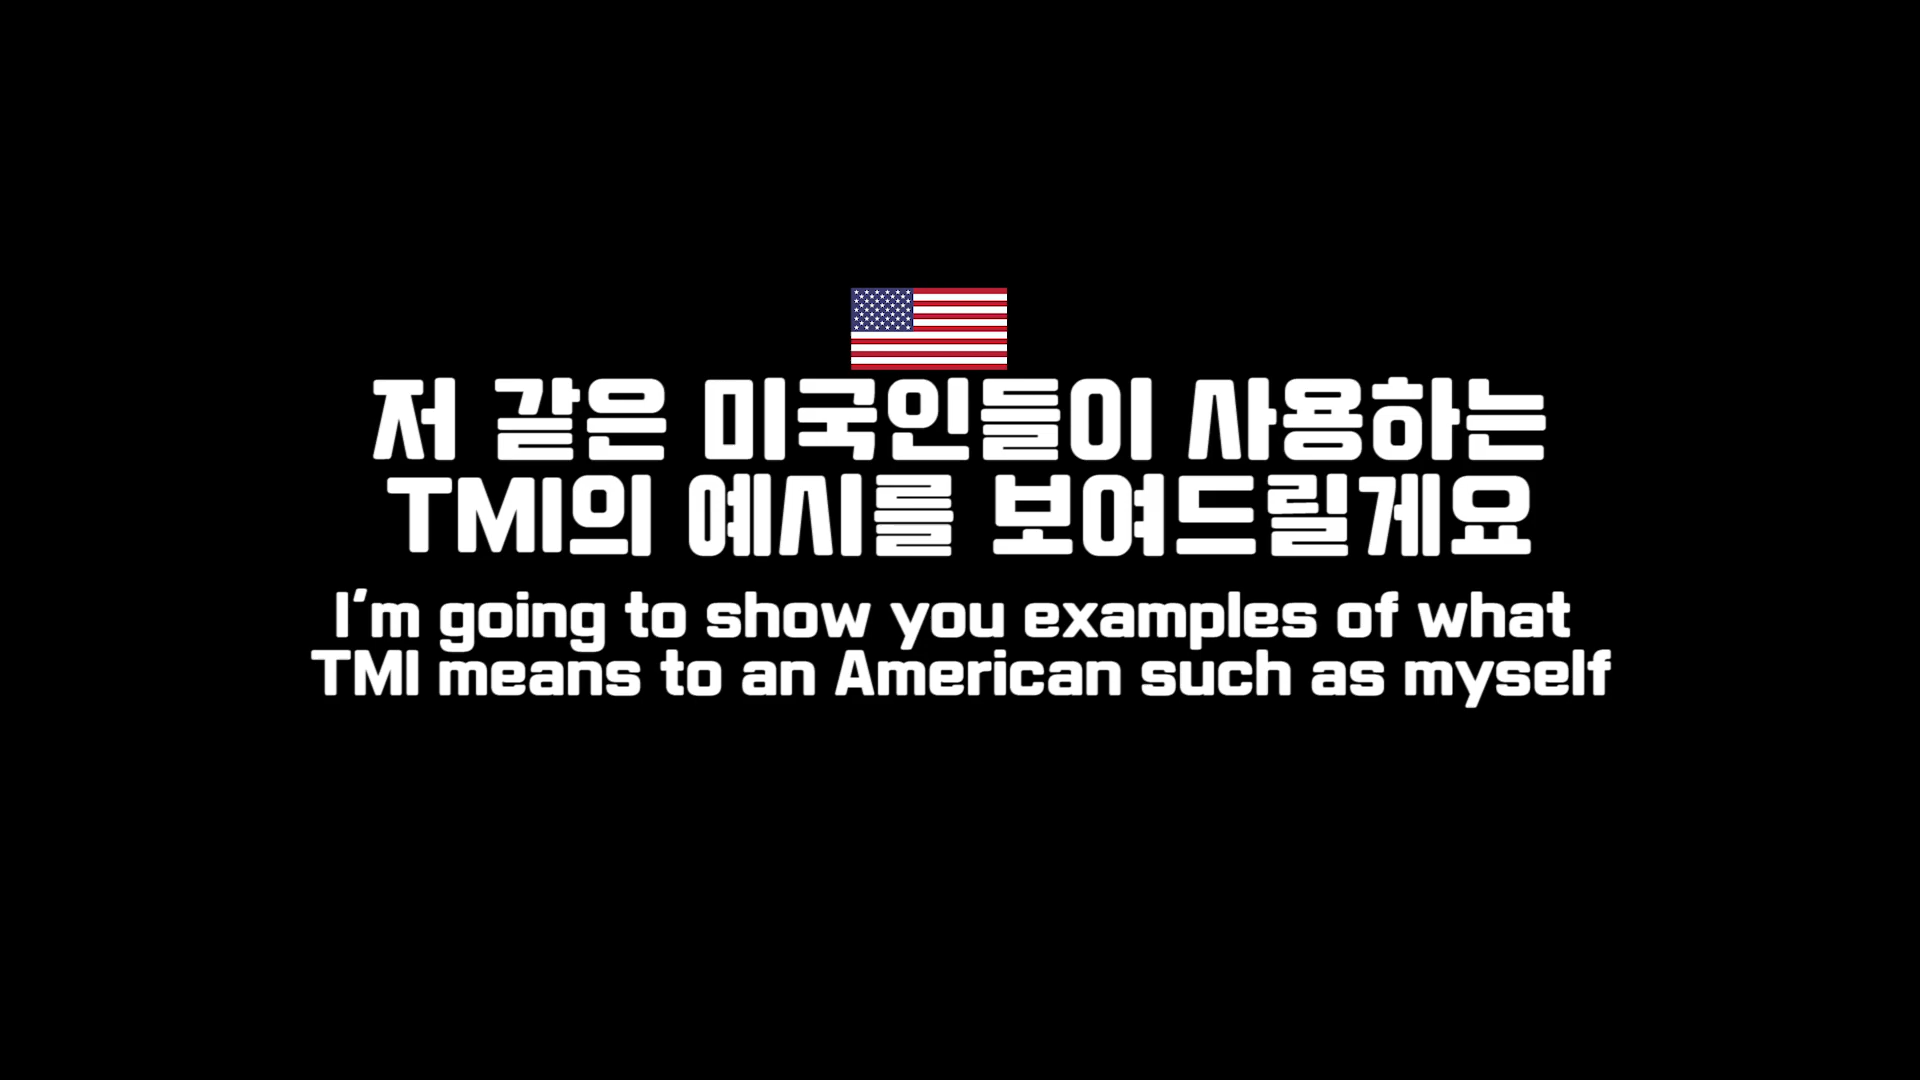 저 같은 미국인들이 사용하는
TMI의 예시를 보여드릴게요
I'm going to show you examples of what
TMI means to an American such as myself